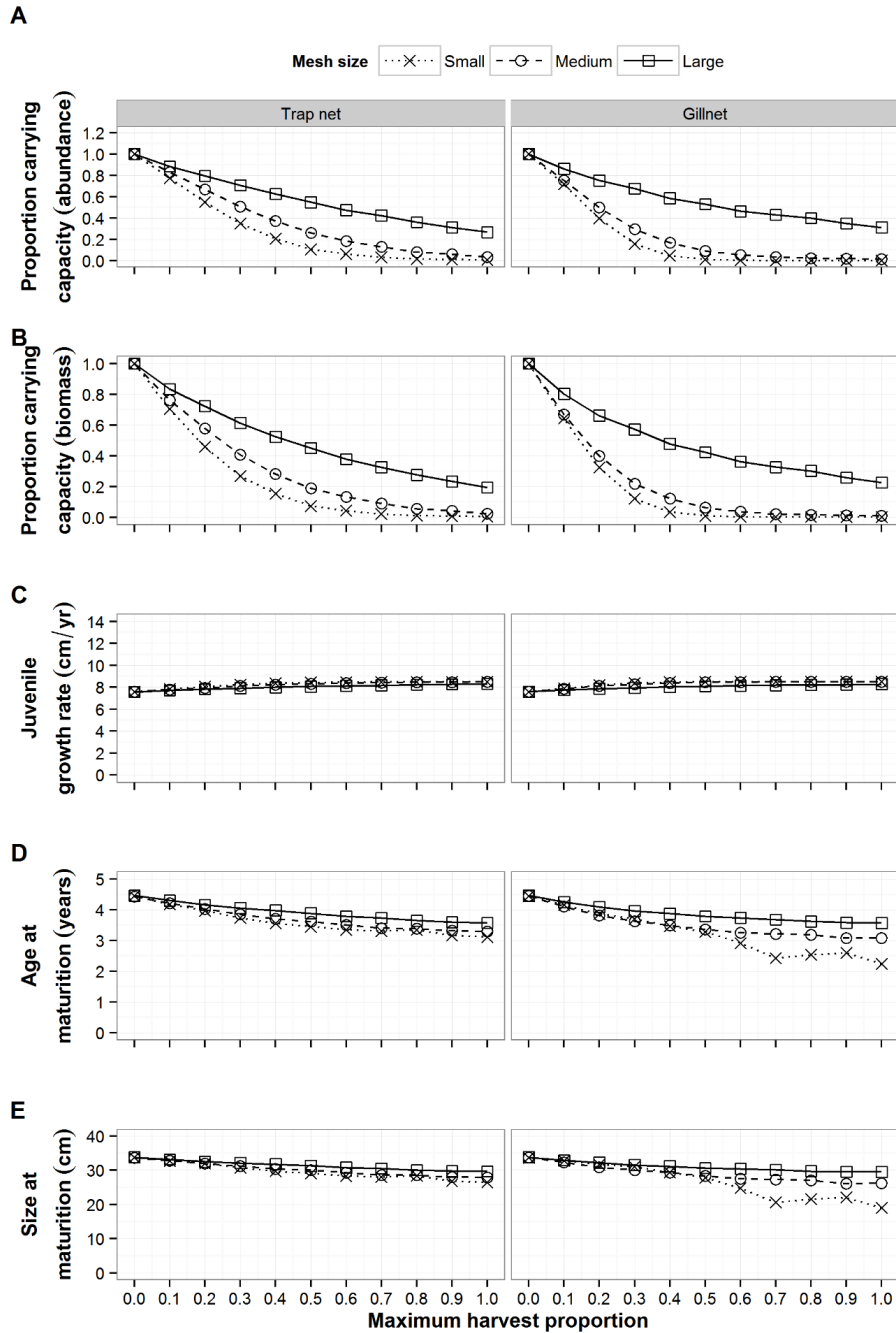 A
Mesh size Small Medium Large
Trap net Gillnet
Proportion carrying
capacity (abundance)
1.2
1.0
0.8
0.6
0.4
0.2
0.0
B
Proportion carrying
capacity (biomass)
1.0
0.8
0.6
0.4
0.2
0.0
C
Juvenile
growth rate (cm/yr)
14
12
10
8
6
4
2
0
D
Age at
maturition (years)
5
4
3
2
1
0
E
Size at
maturition (cm)
40
30
20
10
0
0.0 0.1 0.2 0.3 0.4 0.5 0.6 0.7 0.8 0.9 1.0 0.0 0.1 0.2 0.3 0.4 0.5 0.6 0.7 0.8 0.9 1.0
Maximum harvest proportion